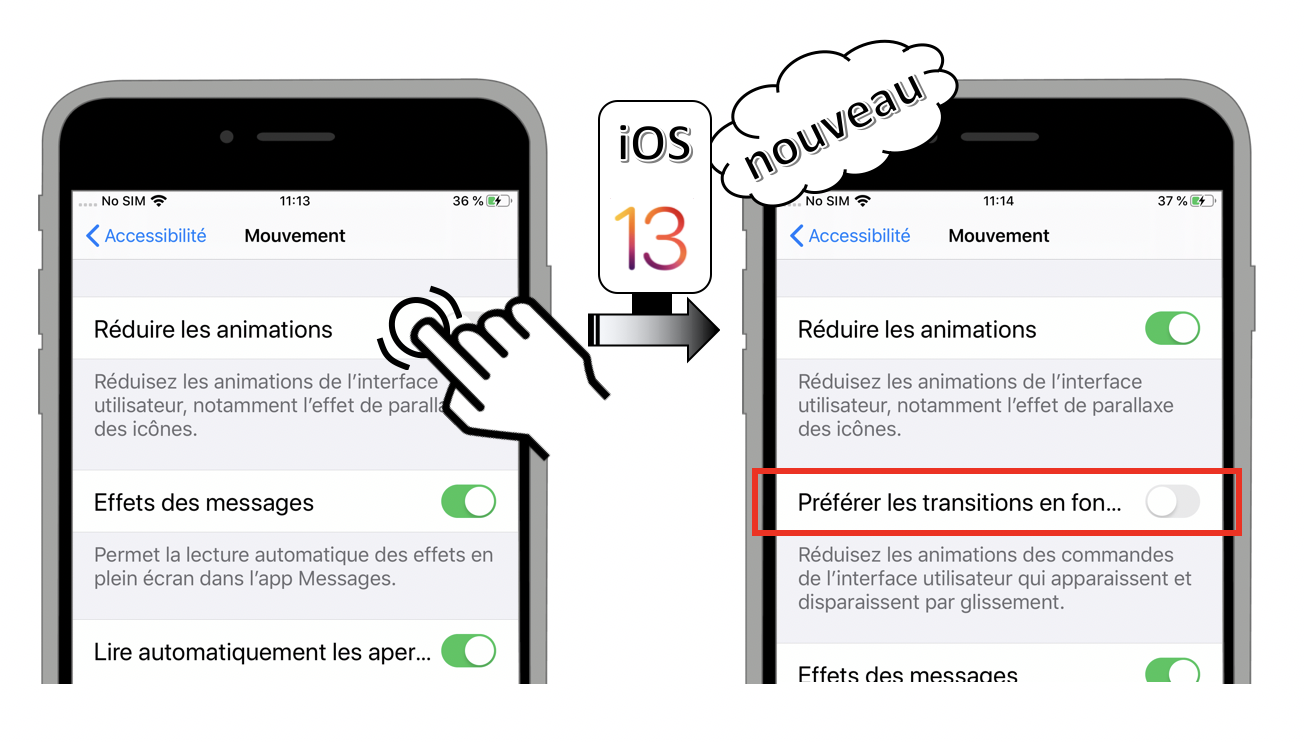 No SIM 11:13 36 %
Accessibilité Mouvement
Réduire les animations
Réduisez les animations de l'interface
utilisateur, notamment l'effet de paralla
des icônes.
Effets des messages
Permet la lecture automatique des effets en
plein écran dans l'app Messages.
Lire automatiquement les aper...
iOS
13
nouveau
No SIM 11:14 37 %
Accessibilité Mouvement
Réduire les animations
Réduisez les animations de l'interface
utilisateur, notamment l'effet de parallaxe
des icônes.
Préférer les transitions en fon...
Réduisez les animations des commandes
de l'interface utilisateur qui apparaissent et
disparaissent par glissement.
Effets des messages